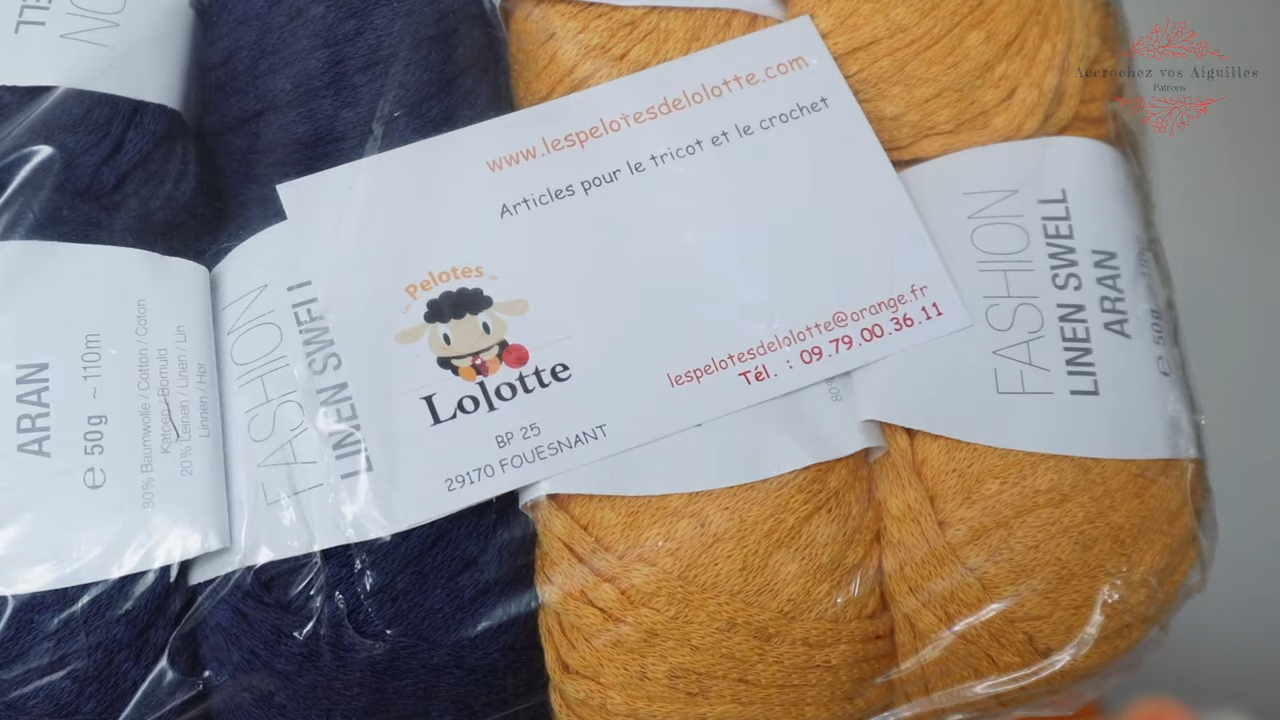 Accrochez vos Aiguilles
Patrons
www.lespelotesdelolotte.com
Articles pour le tricot et le crochet
Pelotes
Lolotte
BP 25
29170 FOUESNANT
lespelotesdelolotte@orange.fr
Tél. : 09.79.00.36.11
FASHION
LINEN SWELL
ARAN
e 50g
FASHION
LINEN SWELL
ARAN
e 50g ~110m
80% Baumwolle / Cotton / Coton
Katoen / Bomuld
20% Leinen / Linen / Lin
Linnen / Hør
80%